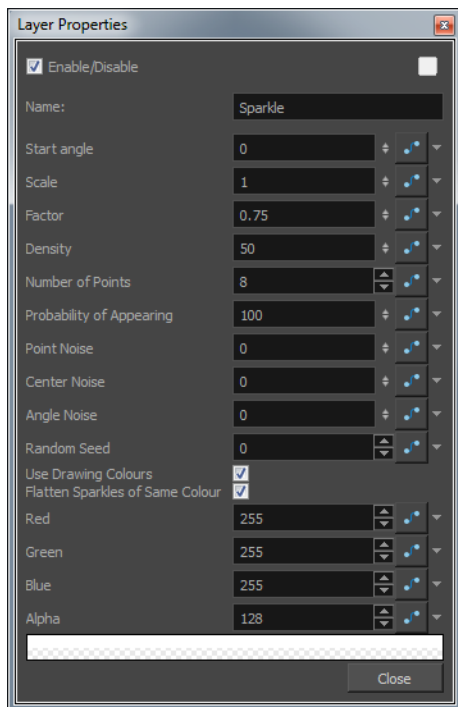 Layer Properties
Enable/Disable
Name: Sparkle
Start angle 0
Scale 1
Factor 0.75
Density 50
Number of Points 8
Probability of Appearing 100
Point Noise 0
Center Noise 0
Angle Noise 0
Random Seed 0
Use Drawing Colours
Flatten Sparkles of Same Colour
Red 255
Green 255
Blue 255
Alpha 128
Close